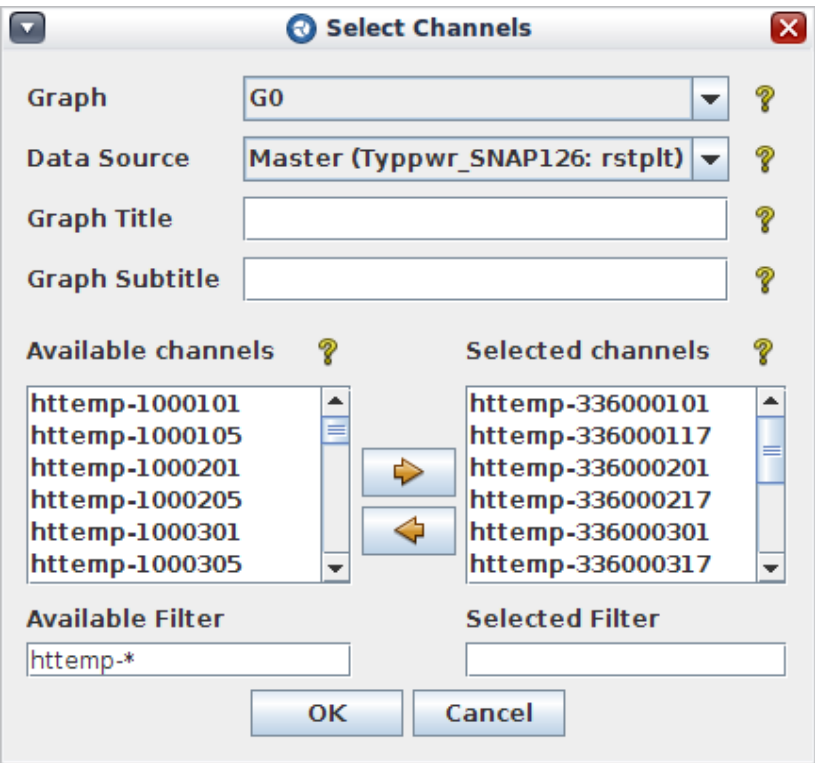 Select Channels
Graph G0
Data Source Master (Typpwr_SNAP126: rstplt)
Graph Title
Graph Subtitle
Available channels Selected channels
httemp-1000101 httemp-336000101
httemp-1000105 httemp-336000117
httemp-1000201 httemp-336000201
httemp-1000205 httemp-336000217
httemp-1000301 httemp-336000301
httemp-1000305 httemp-336000317
Available Filter Selected Filter
httemp-*
OK Cancel